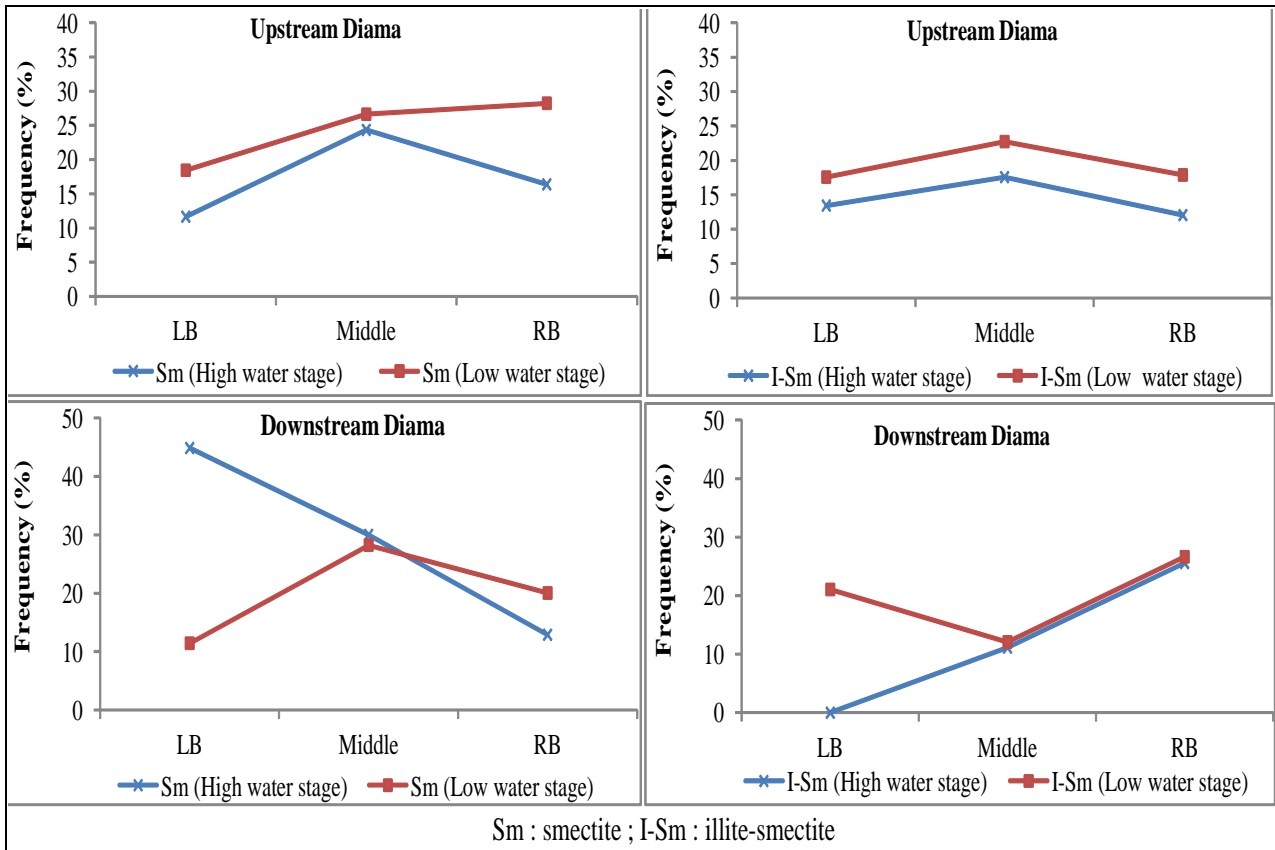 Upstream Diama
Frequency (%)
40
35
30
25
20
15
10
5
0
LB Middle RB
Sm (High water stage) Sm (Low water stage)
Upstream Diama
Frequency (%)
40
35
30
25
20
15
10
5
0
LB Middle RB
I-Sm (High water stage) I-Sm (Low water stage)
Downstream Diama
Frequency (%)
50
40
30
20
10
0
LB Middle RB
Sm (High water stage) Sm (Low water stage)
Downstream Diama
Frequency (%)
50
40
30
20
10
0
LB Middle RB
I-Sm (High water stage) I-Sm (Low water stage)
Sm : smectite ; I-Sm : illite-smectite